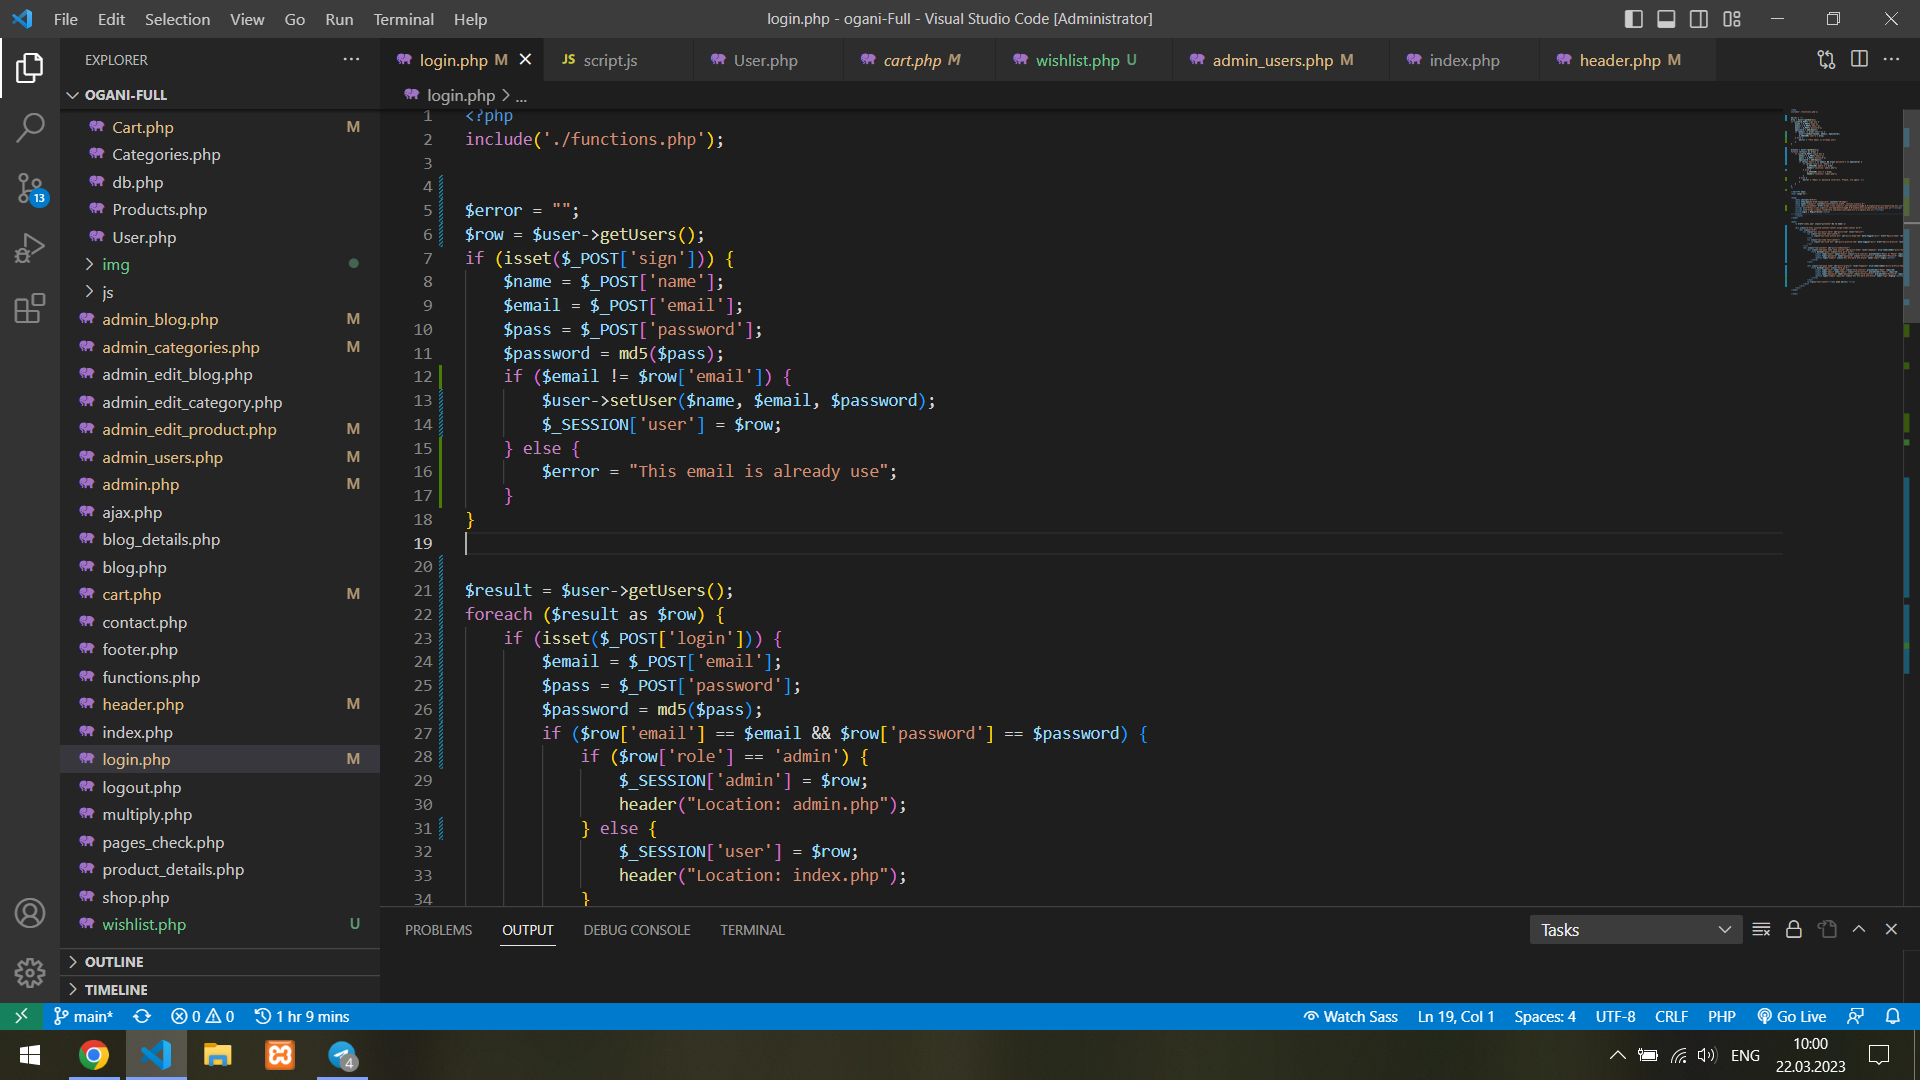 File Edit Selection View Go Run Terminal Help
login.php - ogani-Full - Visual Studio Code [Administrator]
EXPLORER
OGANI-FULL
Cart.php M
Categories.php
db.php
Products.php
User.php
img
js
admin_blog.php M
admin_categories.php M
admin_edit_blog.php
admin_edit_category.php
admin_edit_product.php M
admin_users.php M
admin.php M
ajax.php
blog_details.php
blog.php
cart.php M
contact.php
footer.php
functions.php
header.php M
index.php
login.php M
logout.php
multiply.php
pages_check.php
product_details.php
shop.php
wishlist.php U
OUTLINE
TIMELINE
13
login.php M
JS script.js
User.php
cart.php M
wishlist.php U
admin_users.php M
index.php
header.php M
login.php > ...
1 <?php
2 include('./functions.php');
3
4
5 $error = "";
6 $row = $user->getUsers();
7 if (isset($_POST['sign'])) {
8 $name = $_POST['name'];
9 $email = $_POST['email'];
10 $pass = $_POST['password'];
11 $password = md5($pass);
12 if ($email != $row['email']) {
13 $user->setUser($name, $email, $password);
14 $_SESSION['user'] = $row;
15 } else {
16 $error = "This email is already use";
17 }
18 }
19
20
21 $result = $user->getUsers();
22 foreach ($result as $row) {
23 if (isset($_POST['login'])) {
24 $email = $_POST['email'];
25 $pass = $_POST['password'];
26 $password = md5($pass);
27 if ($row['email'] == $email && $row['password'] == $password) {
28 if ($row['role'] == 'admin') {
29 $_SESSION['admin'] = $row;
30 header("Location: admin.php");
31 } else {
32 $_SESSION['user'] = $row;
33 header("Location: index.php");
34 }
PROBLEMS OUTPUT DEBUG CONSOLE TERMINAL
Tasks
main* 0 0 1 hr 9 mins
Watch Sass Ln 19, Col 1 Spaces: 4 UTF-8 CRLF PHP Go Live
4
ENG
10:00
22.03.2023